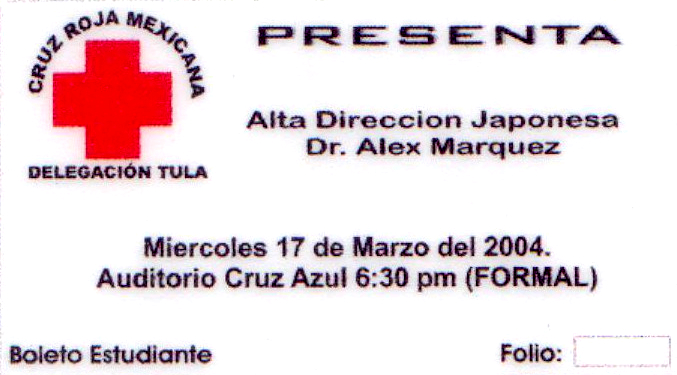 CRUZ ROJA MEXICANA
DELEGACIÓN TULA
PRESENTA
Alta Direccion Japonesa
Dr. Alex Marquez
Miercoles 17 de Marzo del 2004.
Auditorio Cruz Azul 6:30 pm (FORMAL)
Boleto Estudiante
Folio: